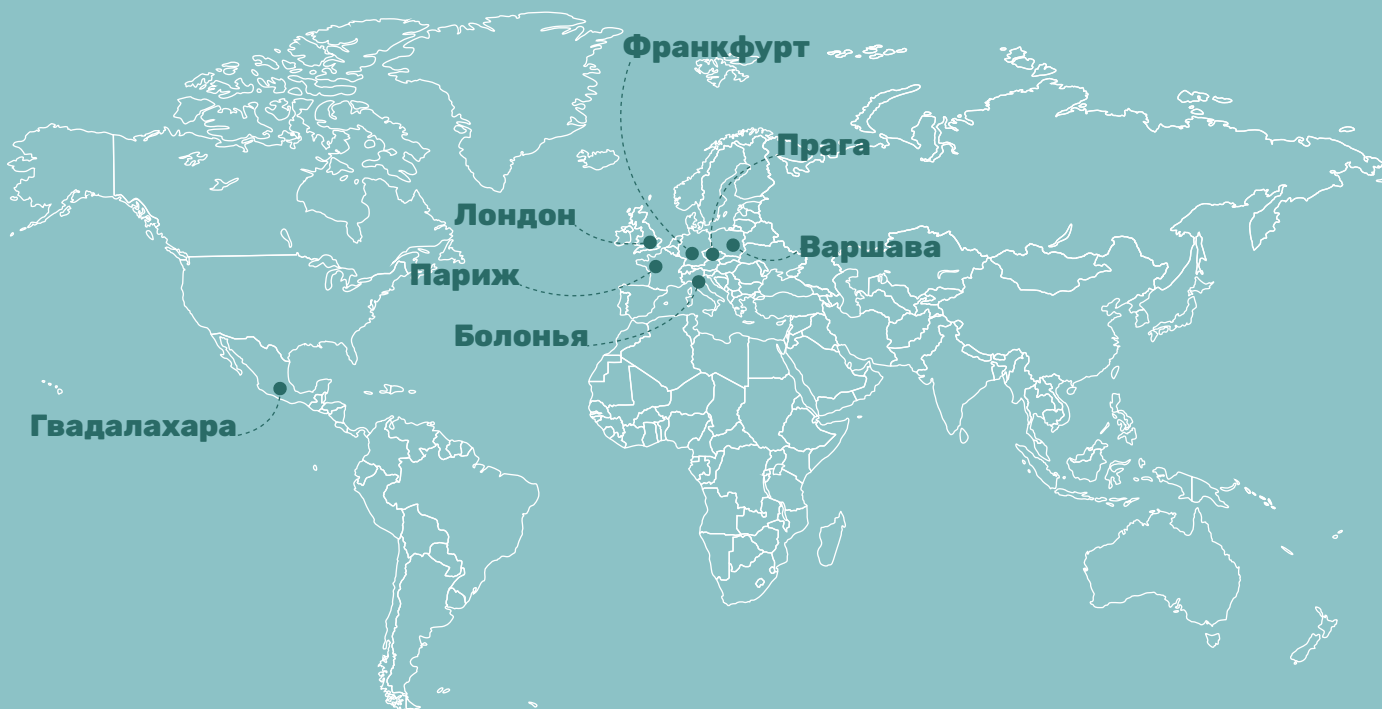 Франкфурт
Прага
Лондон
Варшава
Париж
Болонья
Гвадалахара